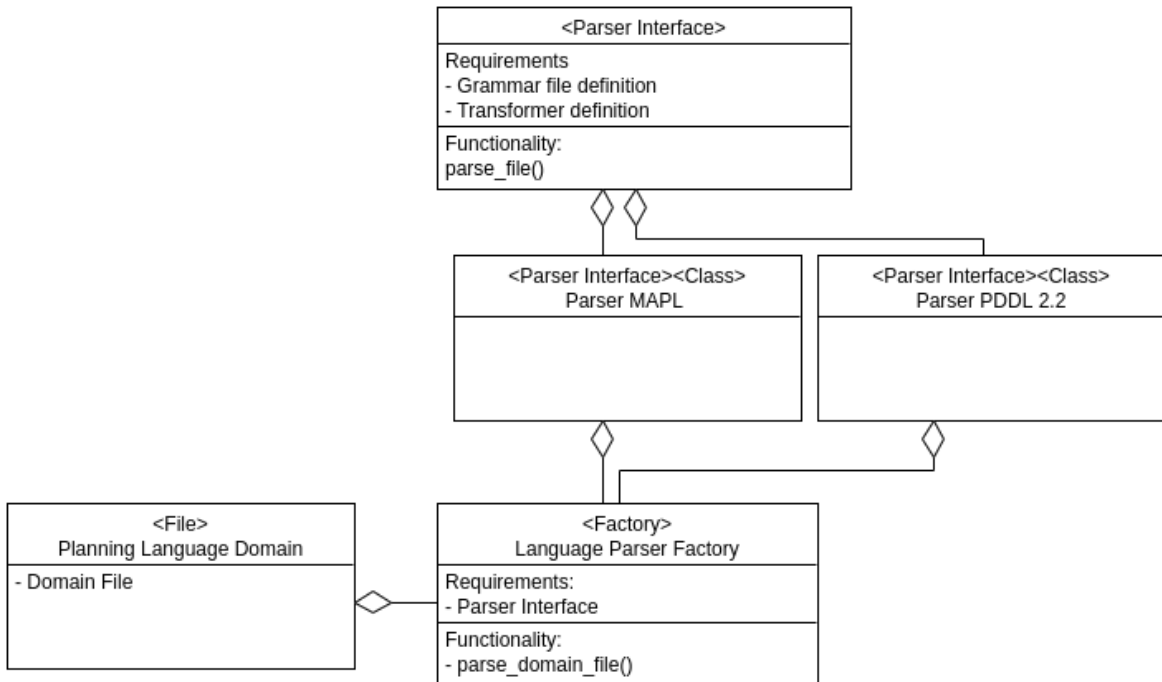 <Parser Interface>
Requirements
- Grammar file definition
- Transformer definition
Functionality:
parse_file()
<Parser Interface><Class>
Parser MAPL
<Parser Interface><Class>
Parser PDDL 2.2
<File>
Planning Language Domain
- Domain File
<Factory>
Language Parser Factory
Requirements:
- Parser Interface
Functionality:
- parse_domain_file()